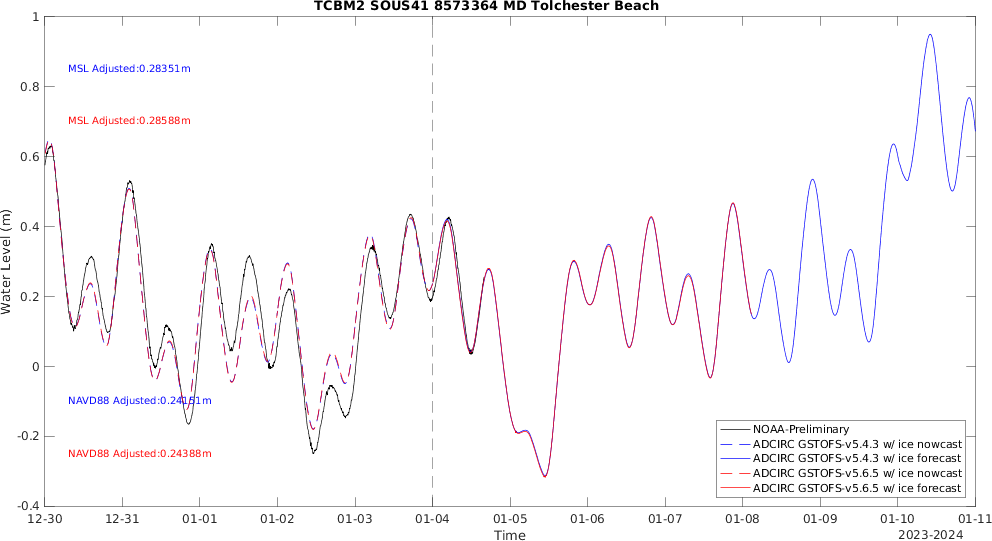 TCBM2 SOUS41 8573364 MD Tolchester Beach
1
0.8
0.6
0.4
0.2
0
-0.2
-0.4
Water Level (m)
MSL Adjusted:0.28351m
MSL Adjusted:0.28588m
NAVD88 Adjusted:0.24151m
NAVD88 Adjusted:0.24388m
NOAA-Preliminary
ADCIRC GSTOFS-v5.4.3 w/ ice nowcast
ADCIRC GSTOFS-v5.4.3 w/ ice forecast
ADCIRC GSTOFS-v5.6.5 w/ ice nowcast
ADCIRC GSTOFS-v5.6.5 w/ ice forecast
12-30 12-31 01-01 01-02 01-03 01-04 01-05 01-06 01-07 01-08 01-09 01-10 01-11
Time
2023-2024